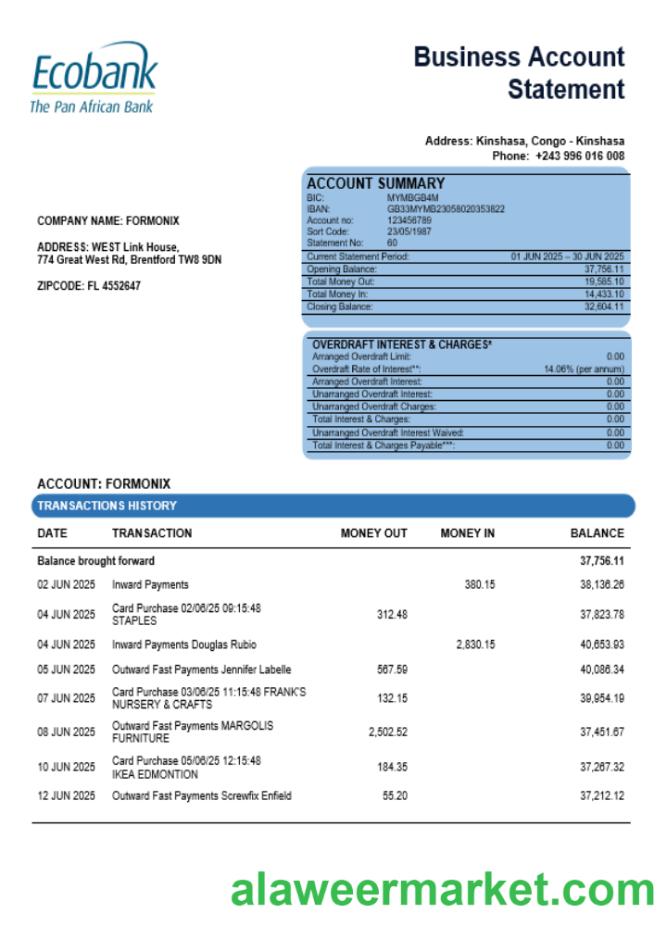 Ecobank
The Pan African Bank
Business Account
Statement
Address: Kinshasa, Congo - Kinshasa
Phone: +243 996 016 008
COMPANY NAME: FORMONIX
ADDRESS: WEST Link House,
774 Great West Rd, Brentford TW8 9DN
ZIPCODE: FL 4552647
ACCOUNT SUMMARY
BIC: MYMBGB4M
IBAN: GB33MYMB23058020353822
Account no: 123456789
Sort Code: 23/05/1987
Statement No: 60
Current Statement Period: 01 JUN 2025 – 30 JUN 2025
Opening Balance: 37,756.11
Total Money Out: 19,585.10
Total Money In: 14,433.10
Closing Balance: 32,604.11
OVERDRAFT INTEREST & CHARGES*
Arranged Overdraft Limit: 0.00
Overdraft Rate of Interest**: 14.06% (per annum)
Arranged Overdraft Interest: 0.00
Unarranged Overdraft Interest: 0.00
Unarranged Overdraft Charges: 0.00
Total Interest & Charges: 0.00
Unarranged Overdraft Interest Waived: 0.00
Total Interest & Charges Payable***: 0.00
ACCOUNT: FORMONIX
TRANSACTIONS HISTORY
DATE TRANSACTION MONEY OUT MONEY IN BALANCE
Balance brought forward 37,756.11
02 JUN 2025 Inward Payments 380.15 38,136.26
04 JUN 2025 Card Purchase 02/06/25 09:15:48
STAPLES 312.48 37,823.78
04 JUN 2025 Inward Payments Douglas Rubio 2,830.15 40,653.93
05 JUN 2025 Outward Fast Payments Jennifer Labelle 567.59 40,086.34
07 JUN 2025 Card Purchase 03/06/25 11:15:48 FRANK'S
NURSERY & CRAFTS 132.15 39,954.19
08 JUN 2025 Outward Fast Payments MARGOLIS
FURNITURE 2,502.52 37,451.67
10 JUN 2025 Card Purchase 05/06/25 12:15:48
IKEA EDMONTION 184.35 37,267.32
12 JUN 2025 Outward Fast Payments Screwfix Enfield 55.20 37,212.12
alaweermarket.com